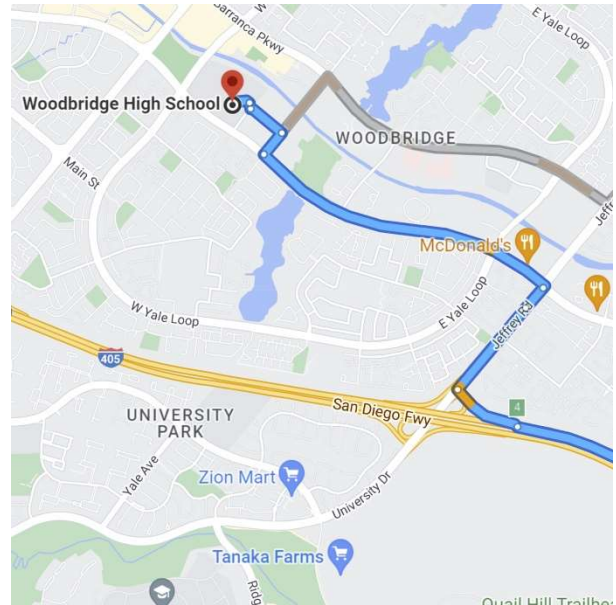 Barranca Pkwy
E Yale Loop
Woodbridge High School
WOODBRIDGE
Main St
McDonald's
Jeffrey Rd
W Yale Loop
E Yale Loop
405
4
San Diego Fwy
UNIVERSITY
PARK
Yale Ave
Zion Mart
University Dr
Tanaka Farms
Quail Hill Trailhea